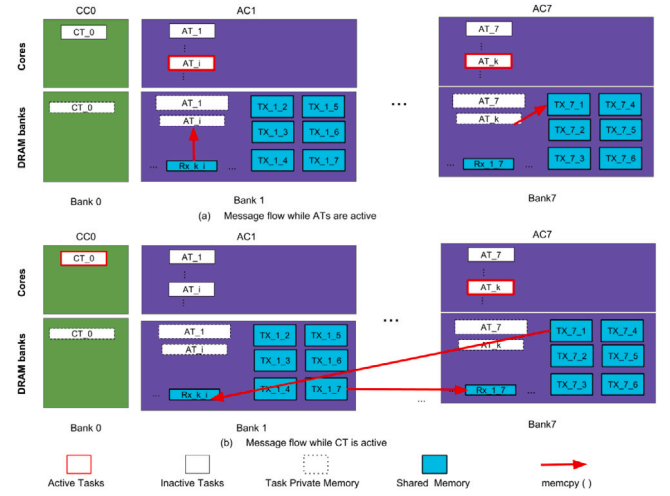 CC0 AC1 AC7
Cores
CT_0 AT_1 AT_7
⋮ ⋮
AT_i AT_k
⋮ ⋮
...
DRAM banks
CT_0 AT_1 TX_1_2 TX_1_5 AT_7 TX_7_1 TX_7_4
AT_i TX_1_3 TX_1_6 AT_k TX_7_2 TX_7_5
... Rx_k_i ... TX_1_4 TX_1_7 ... Rx_1_7 TX_7_3 TX_7_6
Bank 0 Bank 1 Bank7
(a) Message flow while ATs are active
CC0 AC1 AC7
Cores
CT_0 AT_1 AT_7
⋮ ⋮
AT_i AT_k
⋮ ⋮
...
DRAM banks
CT_0 AT_1 TX_1_2 TX_1_5 AT_7 TX_7_1 TX_7_4
AT_i TX_1_3 TX_1_6 AT_k TX_7_2 TX_7_5
... Rx_k_i TX_1_4 TX_1_7 ... Rx_1_7 TX_7_3 TX_7_6
...
Bank 0 Bank 1 Bank7
(b) Message flow while CT is active
Active Tasks Inactive Tasks Task Private Memory Shared Memory memcpy ( )